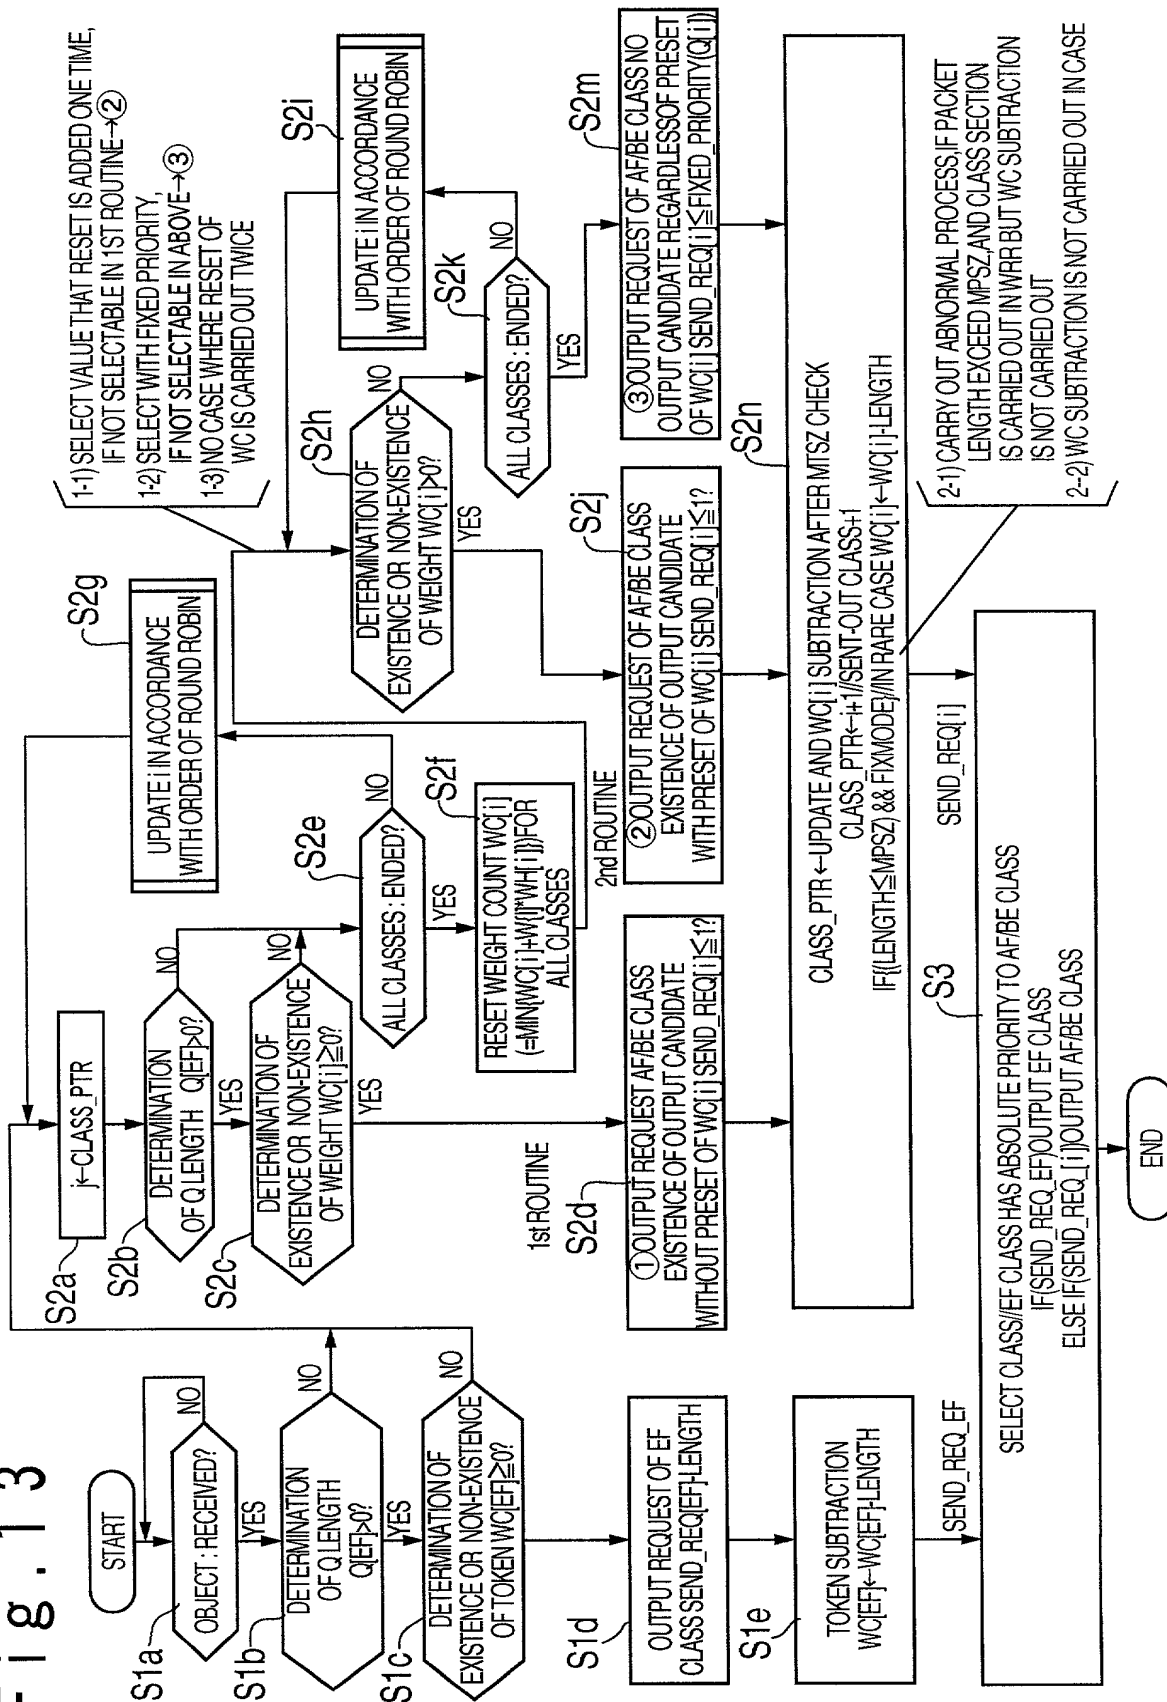 Fig. 13
START
S1a
OBJECT : RECEIVED?
NO
YES
S1b
DETERMINATION
OF Q LENGTH
Q[EF]>0?
NO
YES
S1c
DETERMINATION OF
EXISTENCE OR NON-EXISTENCE
OF TOKEN WC[EF]≧0?
NO
S1d
OUTPUT REQUEST OF EF
CLASS SEND_REQ[EF]-LENGTH
S1e
TOKEN SUBTRACTION
WC[EF]←WC[EF]-LENGTH
SEND_REQ_EF
S2a
j←CLASS_PTR
S2b
DETERMINATION
OF Q LENGTH Q[EF]>0?
NO
YES
S2c
DETERMINATION OF
EXISTENCE OR NON-EXISTENCE
OF WEIGHT WC[i]≧0?
NO
YES
1st ROUTINE
S2d
①OUTPUT REQUEST AF/BE CLASS
EXISTENCE OF OUTPUT CANDIDATE
WITHOUT PRESET OF WC[i] SEND_REQ[i]≦1?
S2e
ALL CLASSES : ENDED?
NO
YES
S2f
RESET WEIGHT COUNT WC[i]
(=MIN{WC[i]+W[i]*WH[i]})FOR
ALL CLASSES
2nd ROUTINE
S2g
UPDATE i IN ACCORDANCE
WITH ORDER OF ROUND ROBIN
1-1) SELECT VALUE THAT RESET IS ADDED ONE TIME,
IF NOT SELECTABLE IN 1ST ROUTINE→②
1-2) SELECT WITH FIXED PRIORITY,
IF NOT SELECTABLE IN ABOVE→③
1-3) NO CASE WHERE RESET OF
WC IS CARRIED OUT TWICE
S2h
DETERMINATION OF
EXISTENCE OR NON-EXISTENCE
OF WEIGHT WC[i]>0?
NO
YES
S2i
UPDATE i IN ACCORDANCE
WITH ORDER OF ROUND ROBIN
S2j
②OUTPUT REQUEST OF AF/BE CLASS
EXISTENCE OF OUTPUT CANDIDATE
WITH PRESET OF WC[i] SEND_REQ[i]≦1?
S2k
ALL CLASSES : ENDED?
NO
YES
S2m
③OUTPUT REQUEST OF AF/BE CLASS NO
OUTPUT CANDIDATE REGARDLESSOF PRESET
OF WC[i] SEND_REQ[i]≦FIXED_PRIORITY(Q[i])
S2n
CLASS_PTR←UPDATE AND WC[i] SUBTRACTION AFTER MTSZ CHECK
CLASS_PTR←i+1//SENT-OUT CLASS+1
IF{(LENGTH≦MPSZ) && FIXMODE}//IN RARE CASE WC[i]←WC[i]-LENGTH
2-1) CARRY OUT ABNORMAL PROCESS,IF PACKET
LENGTH EXCEED MPSZ,AND CLASS SECTION
IS CARRIED OUT IN WRR BUT WC SUBTRACTION
IS NOT CARRIED OUT
2-2) WC SUBTRACTION IS NOT CARRIED OUT IN CASE
SEND_REQ[i]
S3
SELECT CLASS//EF CLASS HAS ABSOLUTE PRIORITY TO AF/BE CLASS
IF(SEND_REQ_EF)OUTPUT EF CLASS
ELSE IF(SEND_REQ_[i])OUTPUT AF/BE CLASS
END